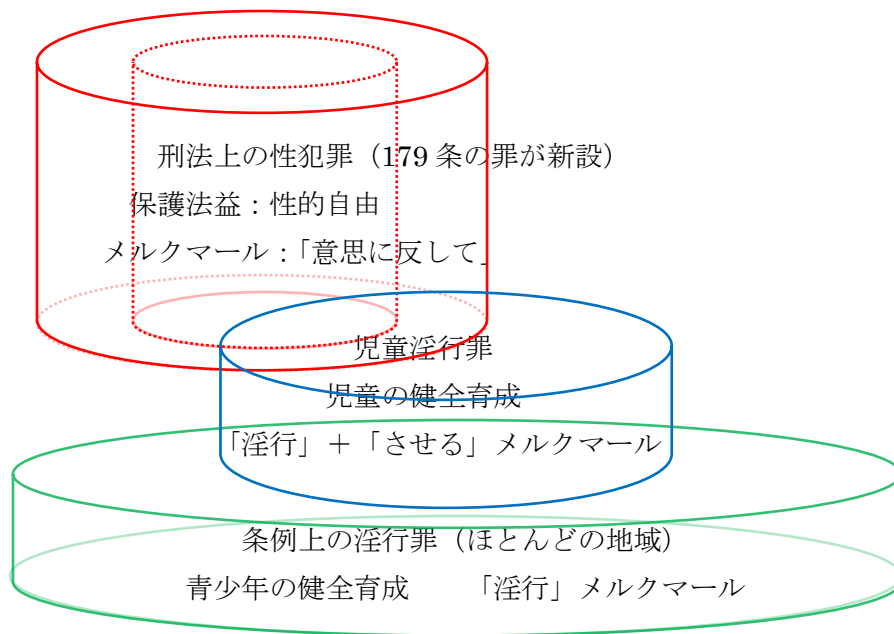 刑法上の性犯罪（179 条の罪が新設）
保護法益：性的自由
メルクマール：「意思に反して」
児童淫行罪
児童の健全育成
「淫行」＋「させる」メルクマール
条例上の淫行罪（ほとんどの地域）
青少年の健全育成　　「淫行」メルクマール